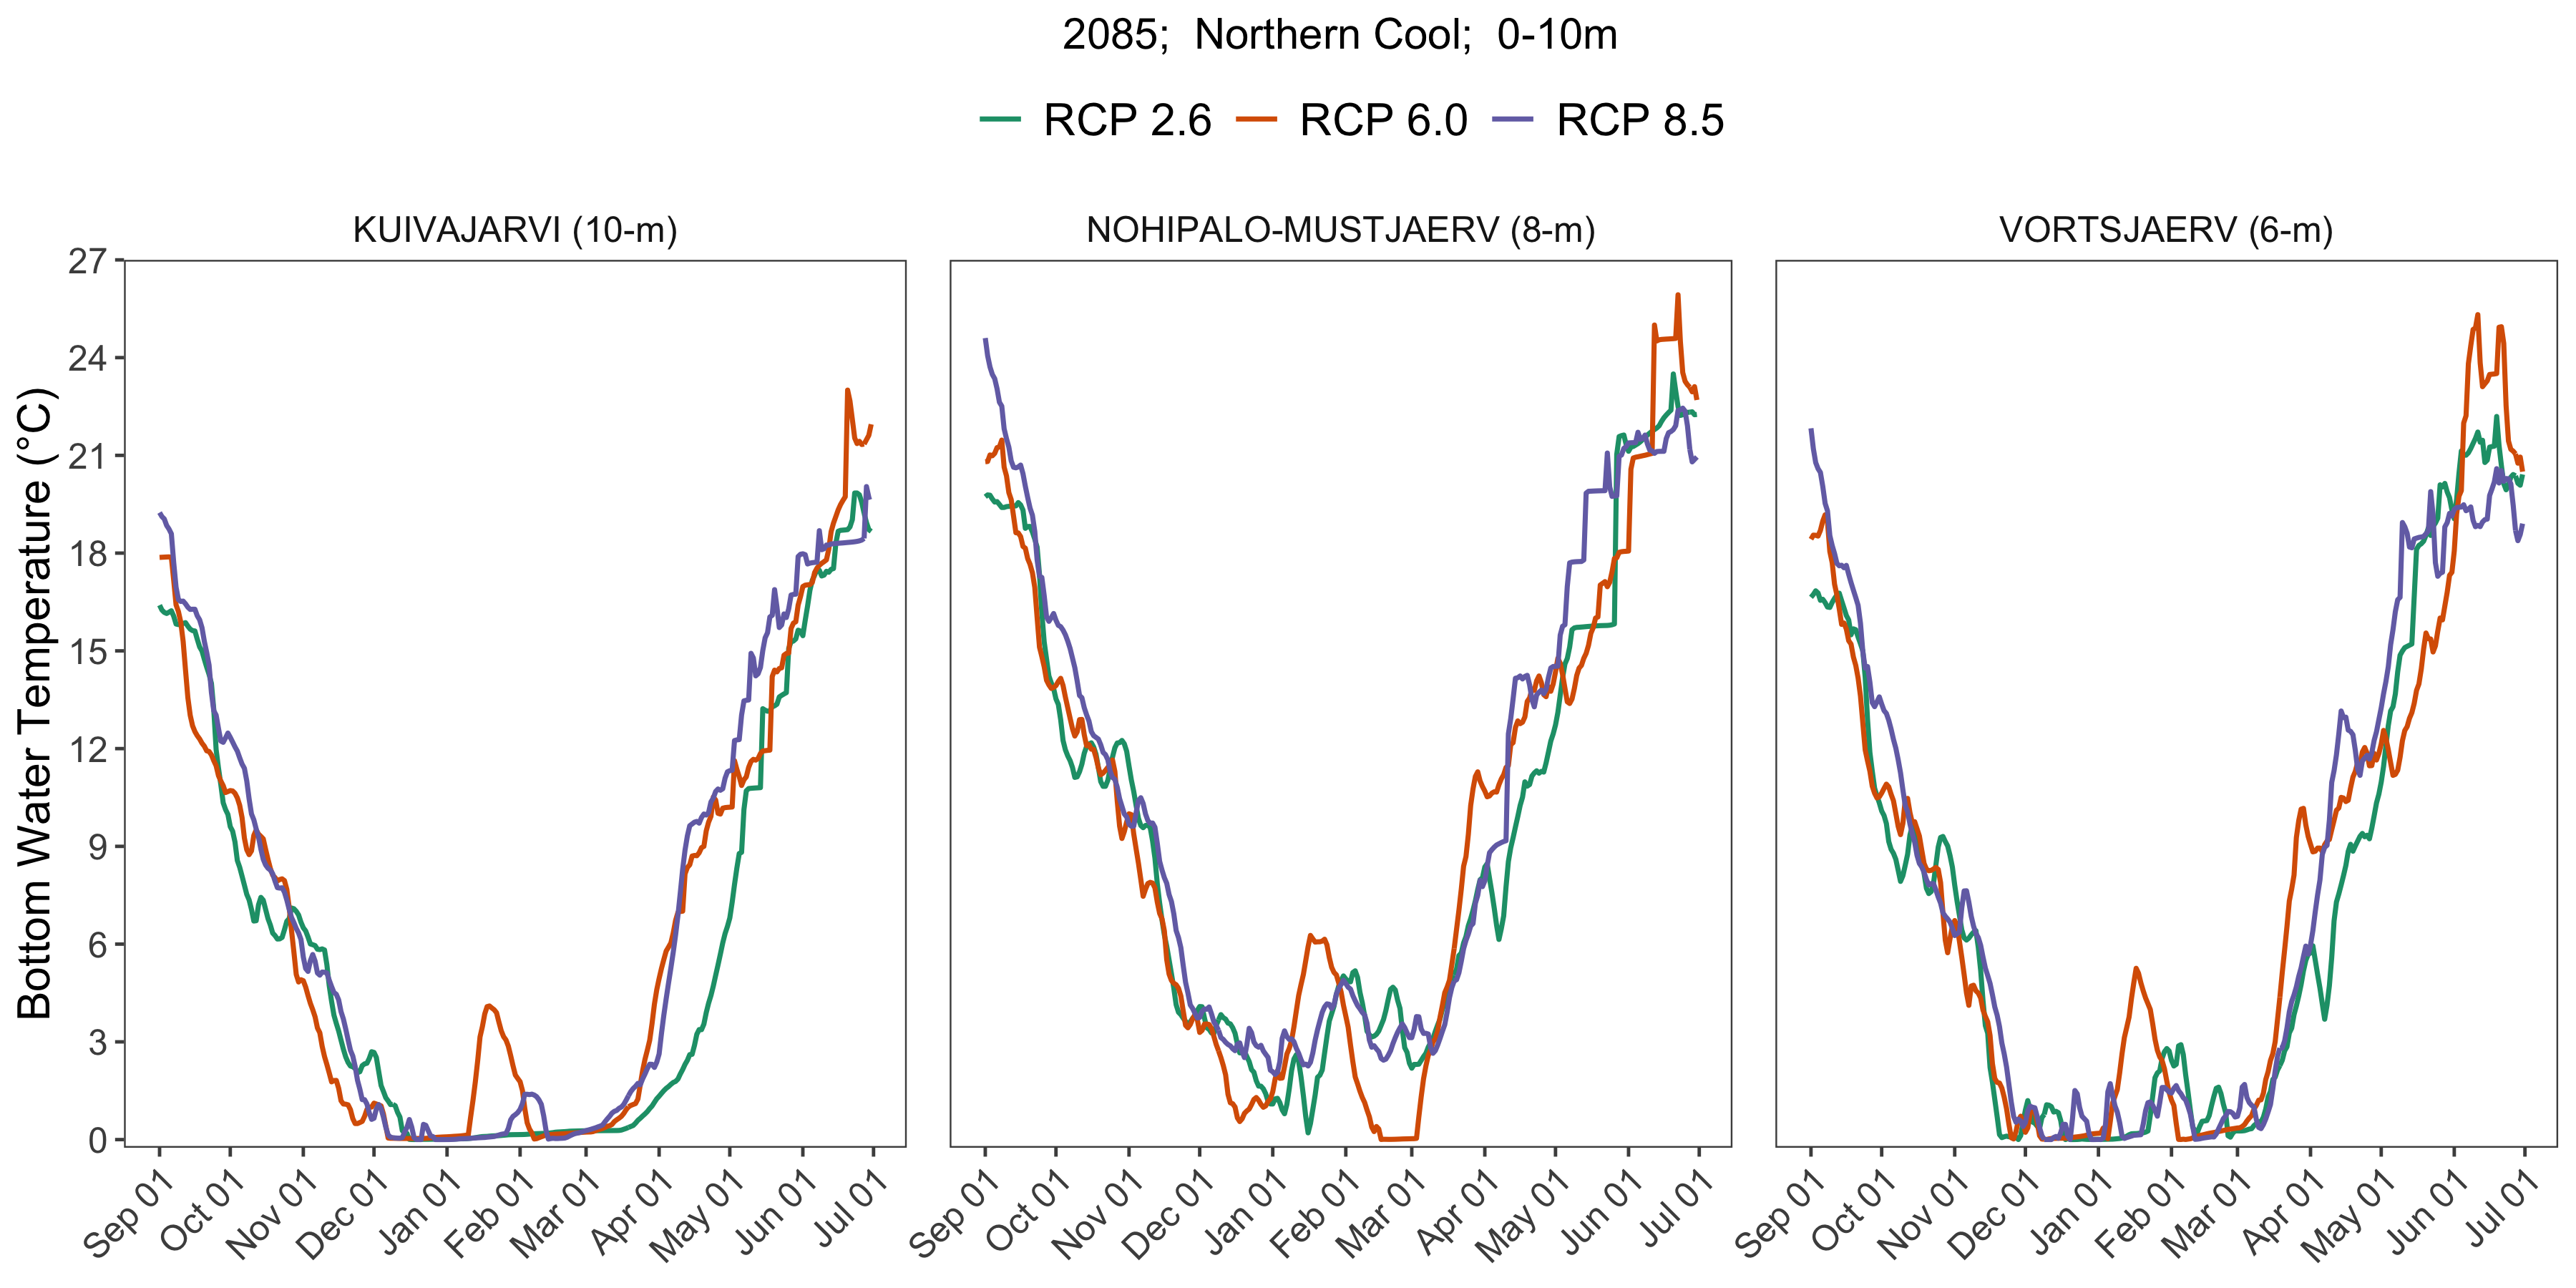 2085;  Northern Cool;  0-10m
RCP 2.6 RCP 6.0 RCP 8.5
KUIVAJARVI (10-m)
NOHIPALO-MUSTJAERV (8-m)
VORTSJAERV (6-m)
Bottom Water Temperature (°C)
27
24
21
18
15
12
9
6
3
0
Sep 01 Oct 01 Nov 01 Dec 01 Jan 01 Feb 01 Mar 01 Apr 01 May 01 Jun 01 Jul 01
Sep 01 Oct 01 Nov 01 Dec 01 Jan 01 Feb 01 Mar 01 Apr 01 May 01 Jun 01 Jul 01
Sep 01 Oct 01 Nov 01 Dec 01 Jan 01 Feb 01 Mar 01 Apr 01 May 01 Jun 01 Jul 01